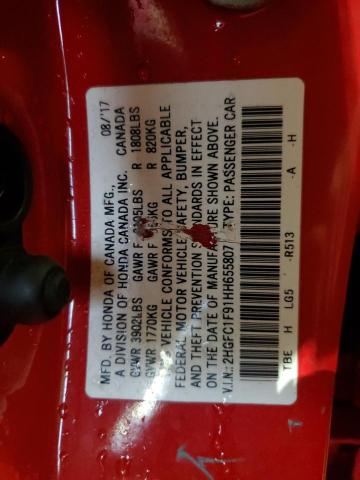 MFD. BY HONDA OF CANADA MFG., 08/'17
A DIVISION OF HONDA CANADA INC. CANADA
GVWR 3902LBS GAWR F 2095LBS R 1808LBS
GVWR 1770KG GAWR F KG R 820KG
THIS VEHICLE CONFORMS TO ALL APPLICABLE
FEDERAL MOTOR VEHICLE SAFETY, BUMPER,
AND THEFT PREVENTION STANDARDS IN EFFECT
ON THE DATE OF MANUFACTURE SHOWN ABOVE.
V.I.N.: 2HGFC1F91HH655807 TYPE: PASSENGER CAR
TBE H LG5 -R513 -A -H